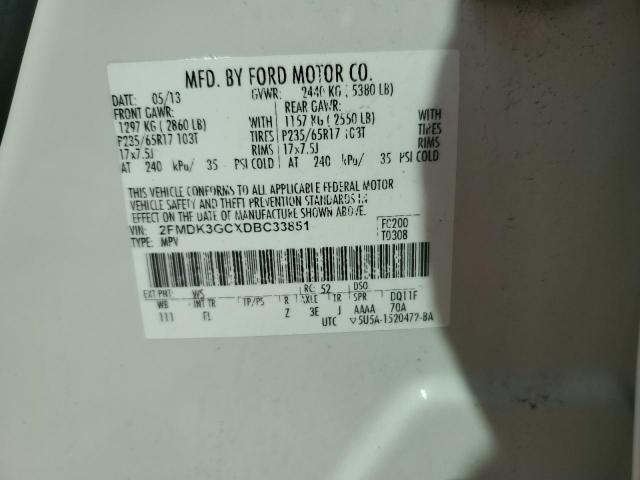 MFD. BY FORD MOTOR CO.
DATE: 05/13 GVWR: 2440 KG ( 5380 LB)
FRONT GAWR: REAR GAWR:
1297 KG ( 2860 LB) WITH 1157 KG ( 2550 LB) WITH
P235/65R17 103T TIRES P235/65R17 103T TIRES
17x7.5J RIMS 17x7.5J RIMS
AT 240 kPa/ 35 PSI COLD AT 240 kPa/ 35 PSI COLD
THIS VEHICLE CONFORMS TO ALL APPLICABLE FEDERAL MOTOR
VEHICLE SAFETY AND THEFT PREVENTION STANDARDS IN
EFFECT ON THE DATE OF MANUFACTURE SHOWN ABOVE.
VIN: 2FMDK3GCXDBC33851 FC200
TYPE: MPV T0308
EXT PNT: WS RC: 52 DSO
WB INT TR TP/PS R AXLE TR SPR DQ11F
111 FL Z 3E J AAAA 70A
UTC 5U5A-1520472-BA